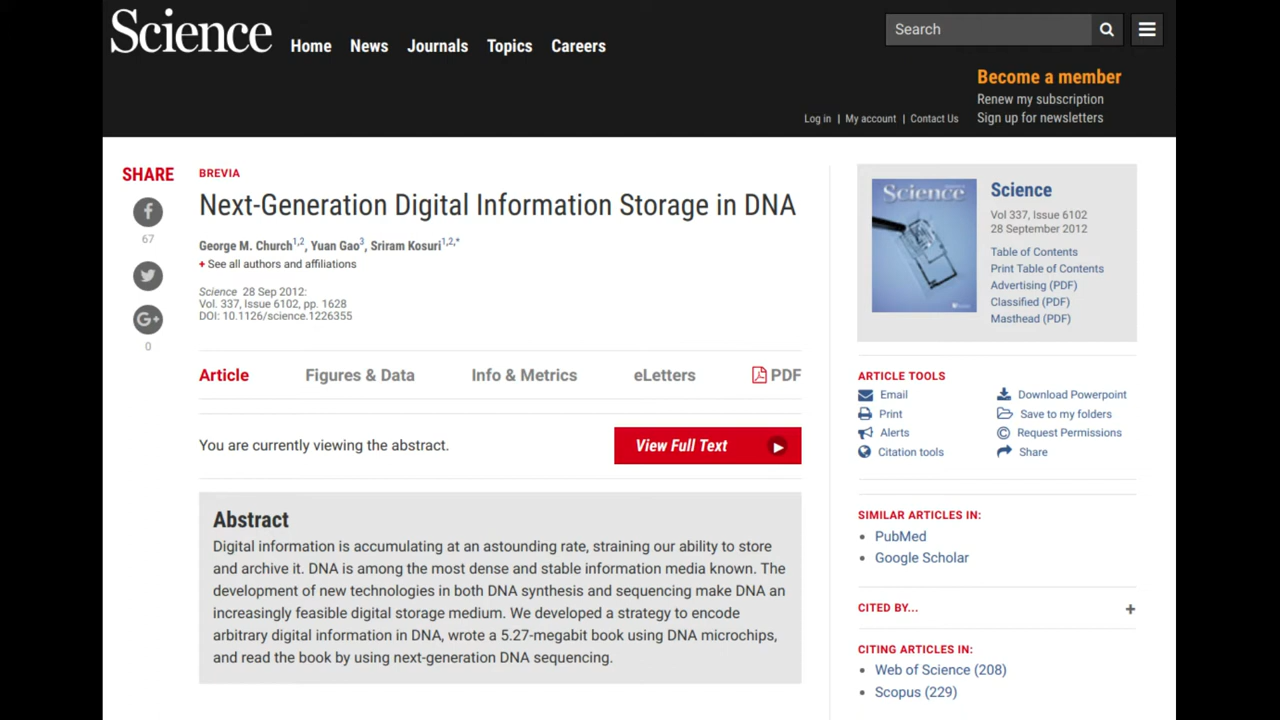 Science
Home News Journals Topics Careers
Search
Become a member
Renew my subscription
Log in | My account | Contact Us
Sign up for newsletters
SHARE
67
0
BREVIA
Next-Generation Digital Information Storage in DNA
George M. Church1,2, Yuan Gao3, Sriram Kosuri1,2,*
+ See all authors and affiliations
Science 28 Sep 2012:
Vol. 337, Issue 6102, pp. 1628
DOI: 10.1126/science.1226355
Article Figures & Data Info & Metrics eLetters PDF
You are currently viewing the abstract.
View Full Text
Abstract
Digital information is accumulating at an astounding rate, straining our ability to store
and archive it. DNA is among the most dense and stable information media known. The
development of new technologies in both DNA synthesis and sequencing make DNA an
increasingly feasible digital storage medium. We developed a strategy to encode
arbitrary digital information in DNA, wrote a 5.27-megabit book using DNA microchips,
and read the book by using next-generation DNA sequencing.
Science
Science
Vol 337, Issue 6102
28 September 2012
Table of Contents
Print Table of Contents
Advertising (PDF)
Classified (PDF)
Masthead (PDF)
ARTICLE TOOLS
Email
Print
Alerts
Citation tools
Download Powerpoint
Save to my folders
Request Permissions
Share
SIMILAR ARTICLES IN:
• PubMed
• Google Scholar
CITED BY... +
CITING ARTICLES IN:
• Web of Science (208)
• Scopus (229)